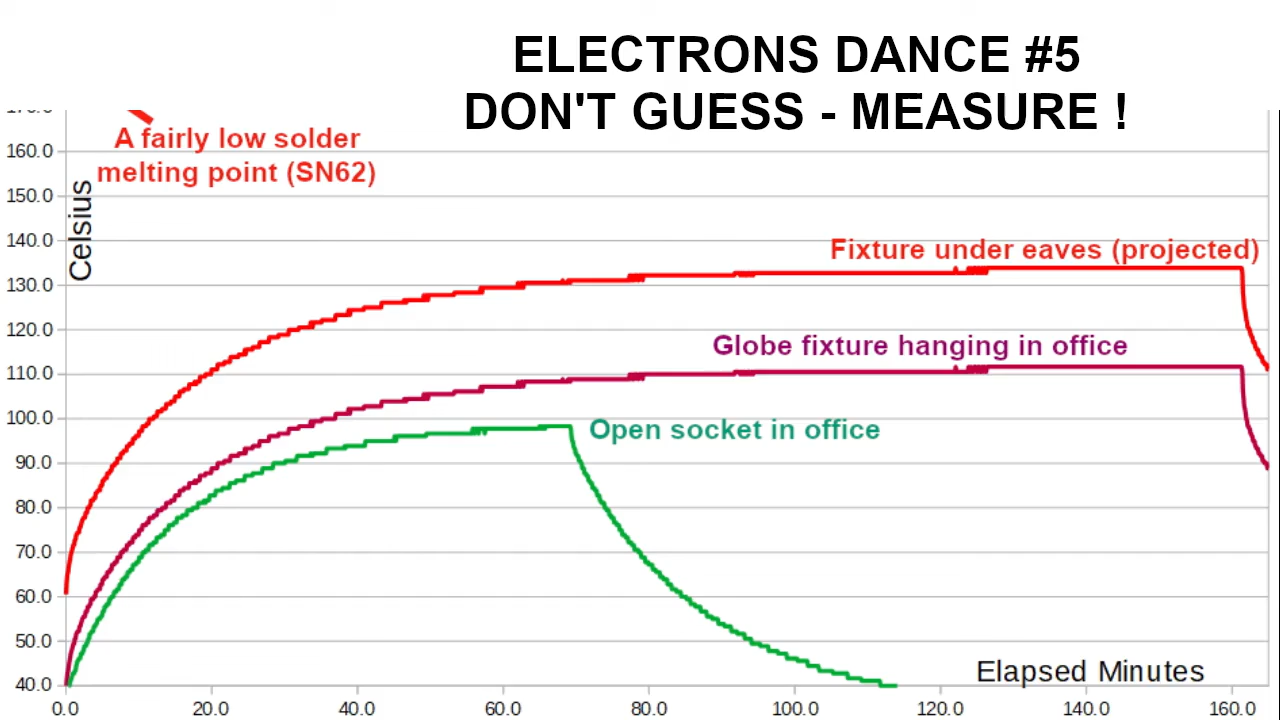 ELECTRONS DANCE #5
DON'T GUESS - MEASURE !
A fairly low solder
melting point (SN62)
160.0
150.0
140.0
130.0
120.0
110.0
100.0
90.0
80.0
70.0
60.0
50.0
40.0
Celsius
Fixture under eaves (projected)
Globe fixture hanging in office
Open socket in office
Elapsed Minutes
0.0 20.0 40.0 60.0 80.0 100.0 120.0 140.0 160.0